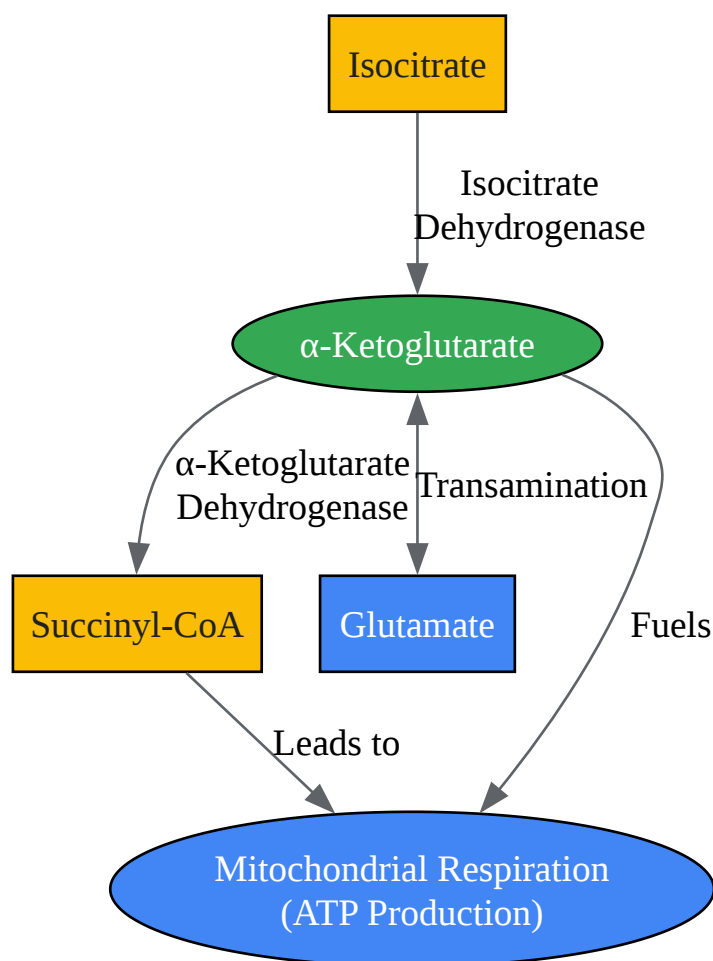 Isocitrate
Isocitrate
Dehydrogenase
α-Ketoglutarate
α-Ketoglutarate
Dehydrogenase
Transamination
Succinyl-CoA
Glutamate
Fuels
Leads to
Mitochondrial Respiration
(ATP Production)